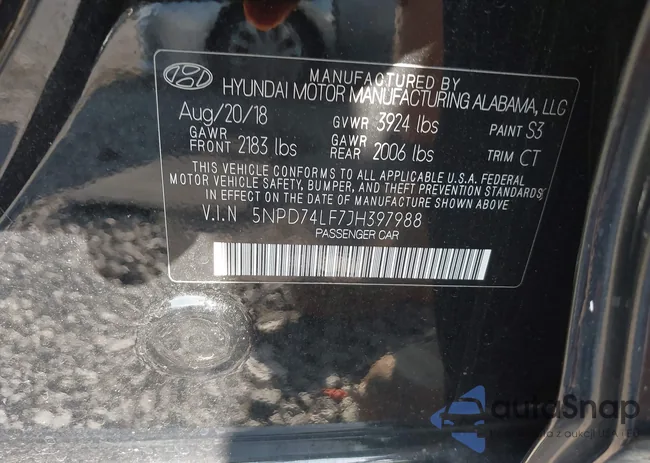 MANUFACTURED BY
HYUNDAI MOTOR MANUFACTURING ALABAMA, LLC
Aug/20/18 GVWR 3924 lbs PAINT S3
GAWR FRONT 2183 lbs GAWR REAR 2006 lbs TRIM CT
THIS VEHICLE CONFORMS TO ALL APPLICABLE U.S.A. FEDERAL
MOTOR VEHICLE SAFETY, BUMPER, AND THEFT PREVENTION STANDARDS
IN EFFECT ON THE DATE OF MANUFACTURE SHOWN ABOVE.
V.I.N 5NPD74LF7JH397988
PASSENGER CAR
autoSnap